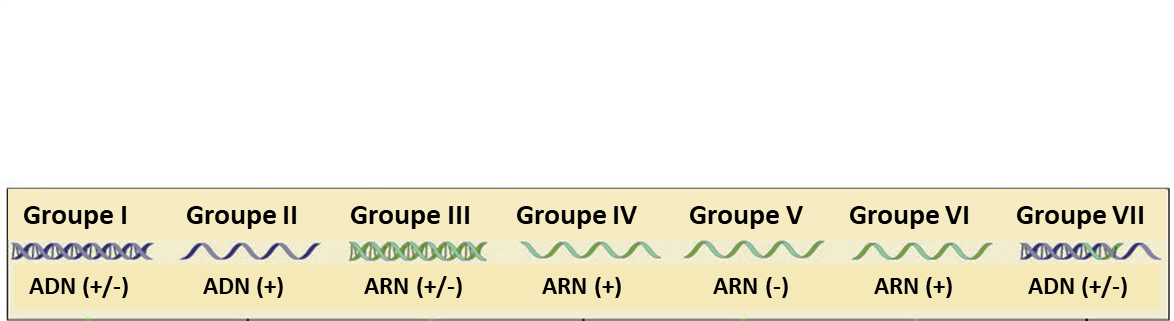 Groupe I Groupe II Groupe III Groupe IV Groupe V Groupe VI Groupe VII
ADN (+/-) ADN (+) ARN (+/-) ARN (+) ARN (-) ARN (+) ADN (+/-)